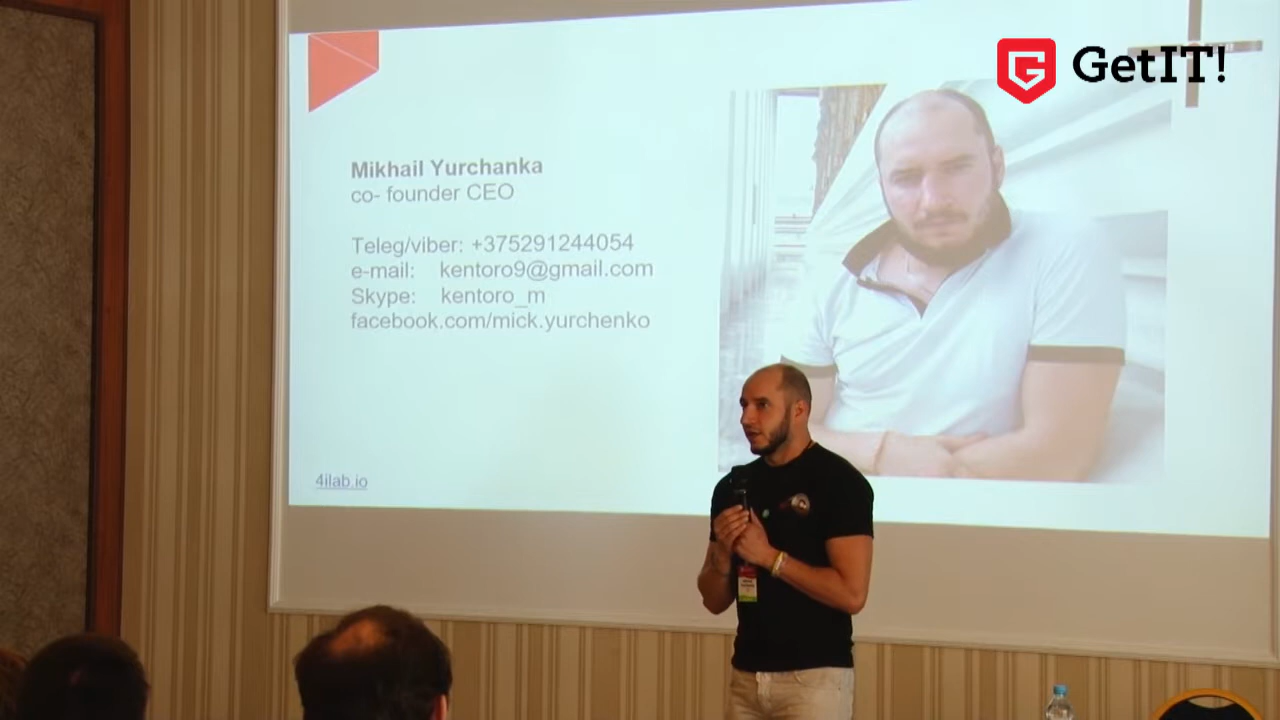 GetIT!
Mikhail Yurchanka
co- founder CEO
Teleg/viber: +375291244054
e-mail: kentoro9@gmail.com
Skype: kentoro_m
facebook.com/mick.yurchenko
4ilab.io